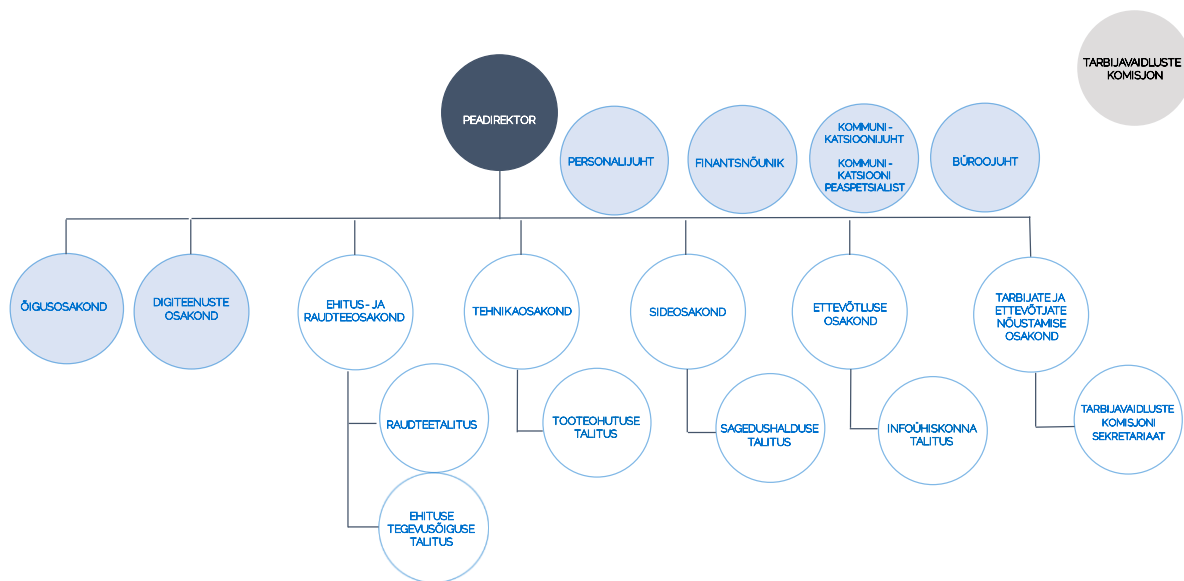 TARBIJAVAIDLUSTE
KOMISJON
PEADIREKTOR
PERSONALIJUHT
FINANTSNÕUNIK
KOMMUNI -
KATSIOONIJUHT
KOMMUNI -
KATSIOONI
PEASPETSIALIST
BÜROOJUHT
ÕIGUSOSAKOND
DIGITEENUSTE
OSAKOND
EHITUS - JA
RAUDTEEOSAKOND
TEHNIKAOSAKOND
SIDEOSAKOND
ETTEVÕTLUSE
OSAKOND
TARBIJATE JA
ETTEVÕTJATE
NÕUSTAMISE
OSAKOND
RAUDTEETALITUS
TOOTEOHUTUSE
TALITUS
SAGEDUSHALDUSE
TALITUS
INFOÜHISKONNA
TALITUS
TARBIJAVAIDLUSTE
KOMISJONI
SEKRETARIAAT
EHITUSE
TEGEVUSÕIGUSE
TALITUS